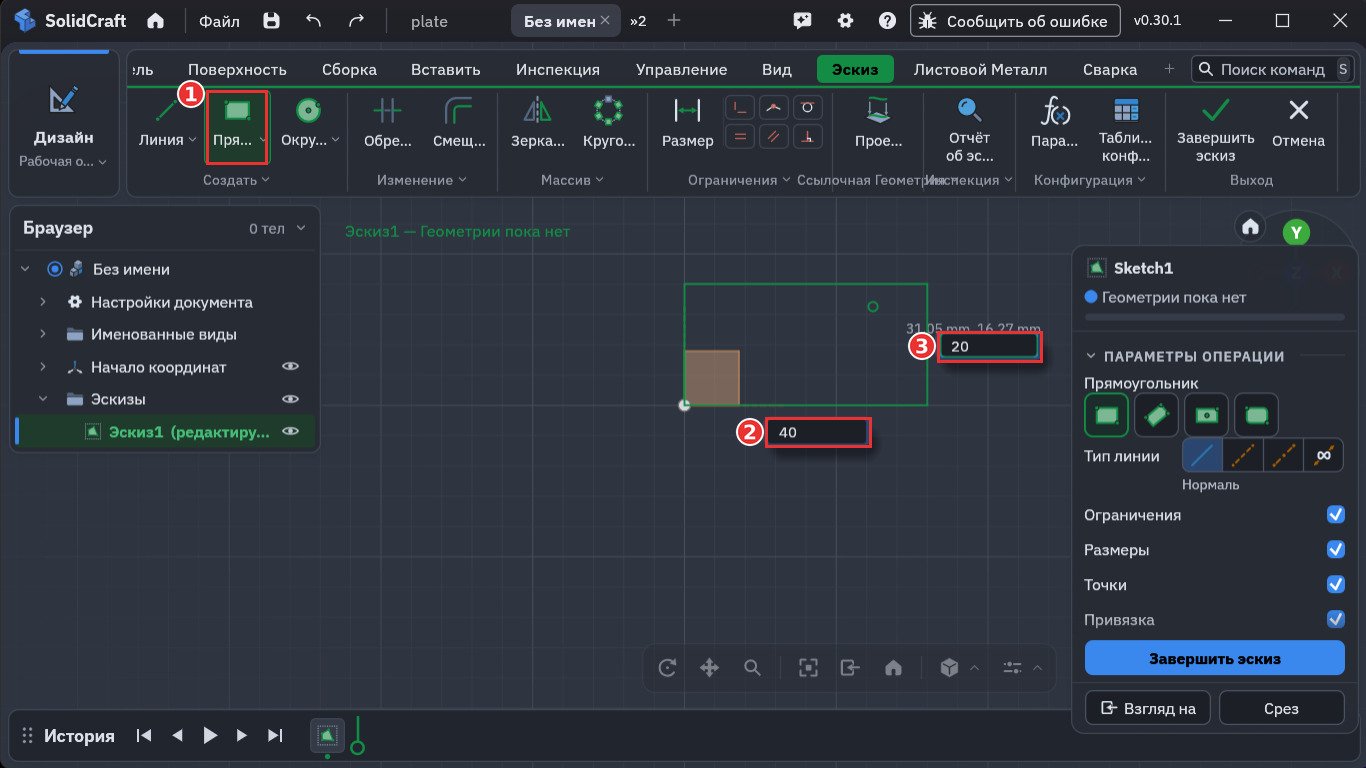 SolidCraft
Файл
plate
Без имен
»2
Сообщить об ошибке
v0.30.1
Дизайн
Рабочая о...
ель
Поверхность
Сборка
Вставить
Инспекция
Управление
Вид
Эскиз
Листовой Металл
Сварка
Поиск команд
S
1
Линия
Пря...
Окру...
Создать
Обре...
Смещ...
Изменение
Зерка...
Круго...
Массив
Размер
Ограничения
Прое...
Ссылочная Геометрия
Отчёт
об эс...
Инспекция
Пара...
Табли...
конф...
Конфигурация
Завершить
эскиз
Отмена
Выход
Браузер
0 тел
Без имени
Настройки документа
Именованные виды
Начало координат
Эскизы
Эскиз1 (редактиру...
Эскиз1 — Геометрии пока нет
31.05 mm, 16.27 mm
3
20
2
40
Y
Z
X
Sketch1
Геометрии пока нет
ПАРАМЕТРЫ ОПЕРАЦИИ
Прямоугольник
Тип линии
Нормаль
Ограничения
Размеры
Точки
Привязка
Завершить эскиз
Взгляд на
Срез
История